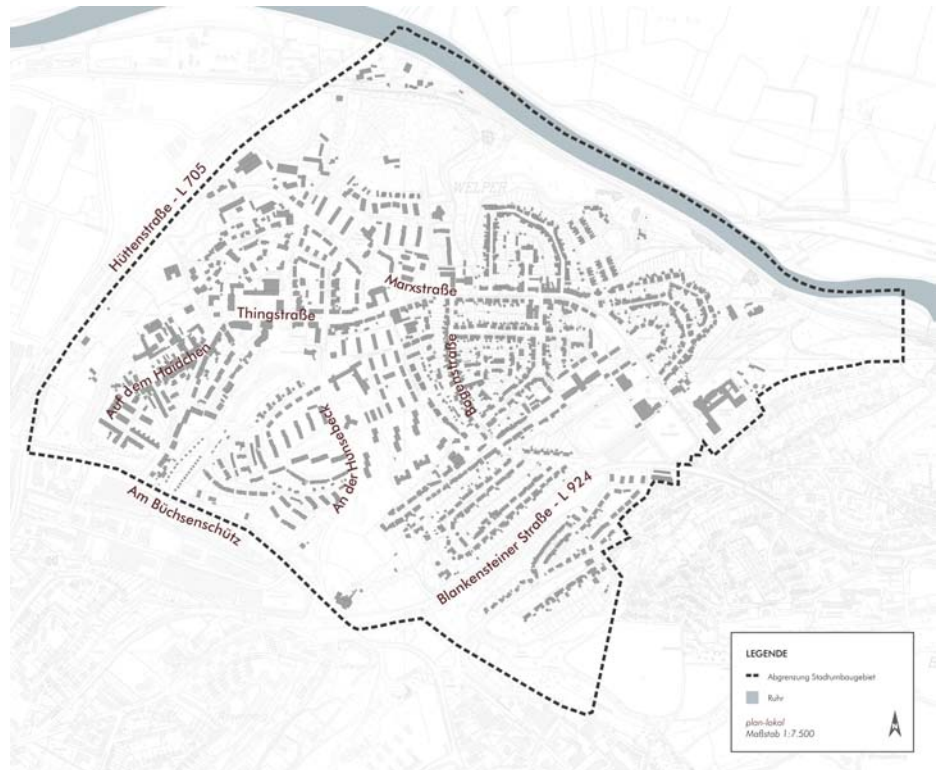 WELPER
Hüttenstraße - L 705
Marxstraße
Thingstraße
Auf dem Haidchen
Bogenstraße
An der Hunsebeck
Am Büchsenschütz
Blankensteiner Straße - L 924
LEGENDE
Abgrenzung Stadtumbaugebiet
Ruhr
plan-lokal
Maßstab 1:7.500